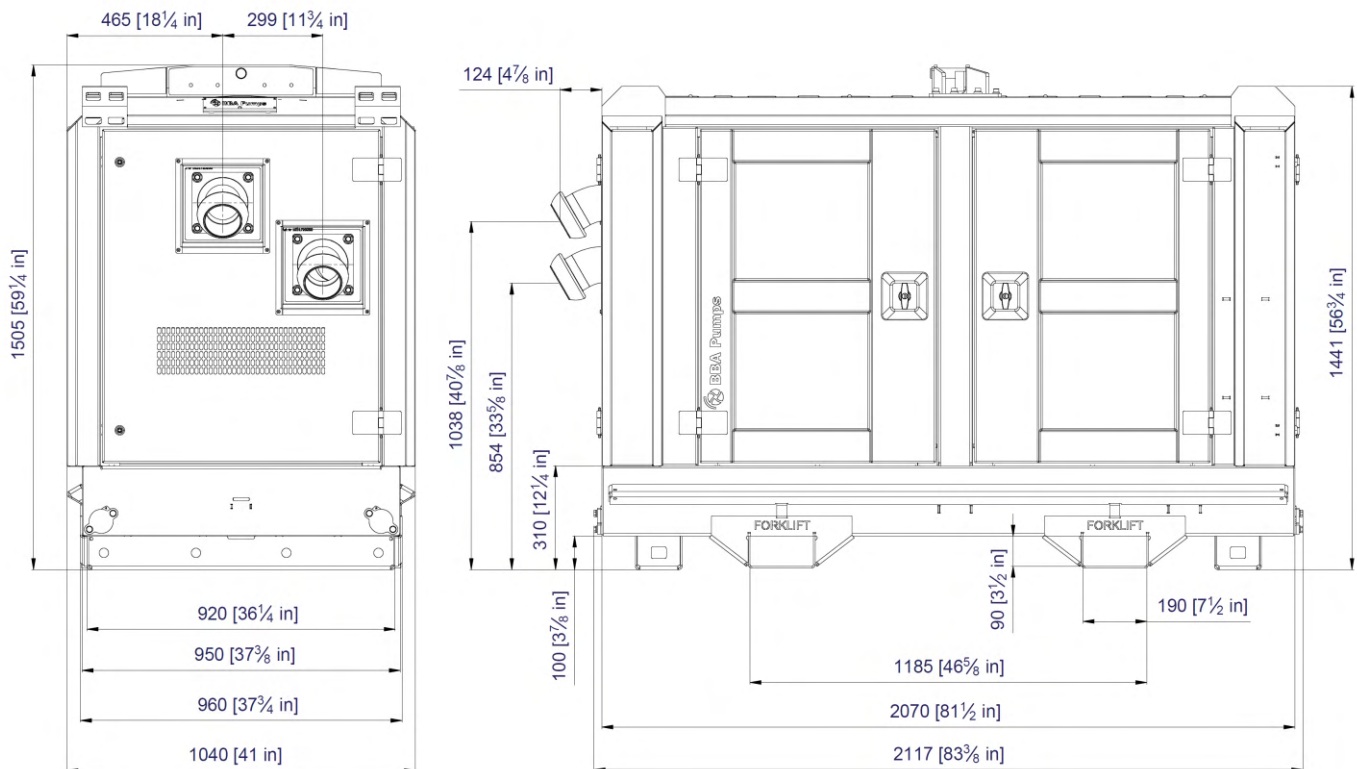 465 [18¼ in]
299 [11¾ in]
1505 [59¼ in]
BBA Pumps
920 [36¼ in]
950 [37⅜ in]
960 [37¾ in]
1040 [41 in]
124 [4⅞ in]
1038 [40⅞ in]
854 [33⅝ in]
310 [12¼ in]
100 [3⅞ in]
BBA Pumps
1441 [56¾ in]
FORKLIFT
FORKLIFT
90 [3½ in]
190 [7½ in]
1185 [46⅝ in]
2070 [81½ in]
2117 [83⅜ in]